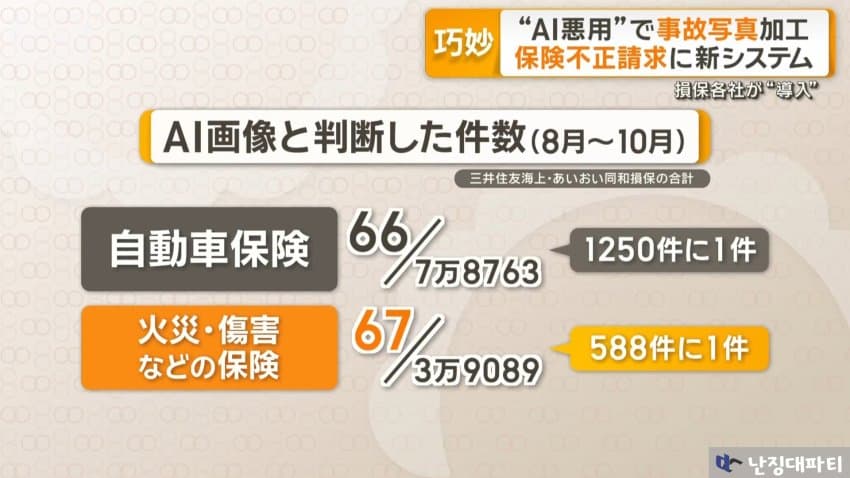 巧妙
“AI悪用”で事故写真加工
保険不正請求に新システム
損保各社が“導入”
AI画像と判断した件数(8月〜10月)
三井住友海上・あいおい同和損保の合計
自動車保険
66/7万8763
1250件に1件
火災・傷害
などの保険
67/3万9089
588件に1件
난징대파티